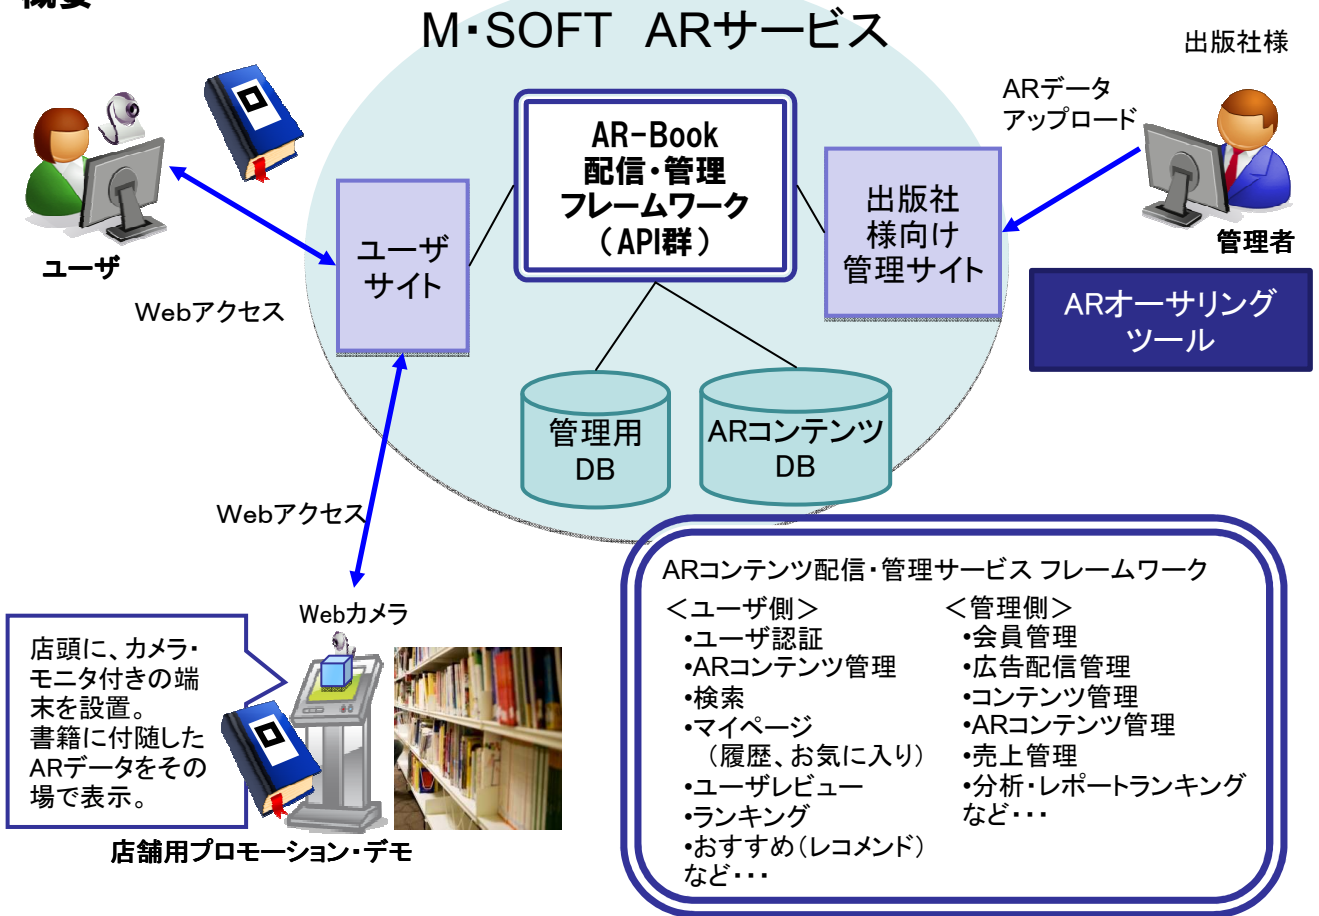 概要
M・SOFT ARサービス
出版社様
ARデータ
アップロード
AR-Book
配信・管理
フレームワーク
（API群）
ユーザ
サイト
出版社
様向け
管理サイト
ユーザ
管理者
Webアクセス
ARオーサリング
ツール
管理用
DB
ARコンテンツ
DB
Webアクセス
Webカメラ
店頭に、カメラ・
モニタ付きの端
末を設置。
書籍に付随した
ARデータをその
場で表示。
店舗用プロモーション・デモ
ARコンテンツ配信・管理サービス フレームワーク
＜ユーザ側＞
•ユーザ認証
•ARコンテンツ管理
•検索
•マイページ
（履歴、お気に入り）
•ユーザレビュー
•ランキング
•おすすめ（レコメンド）
など・・・
＜管理側＞
•会員管理
•広告配信管理
•コンテンツ管理
•ARコンテンツ管理
•売上管理
•分析・レポートランキング
など・・・